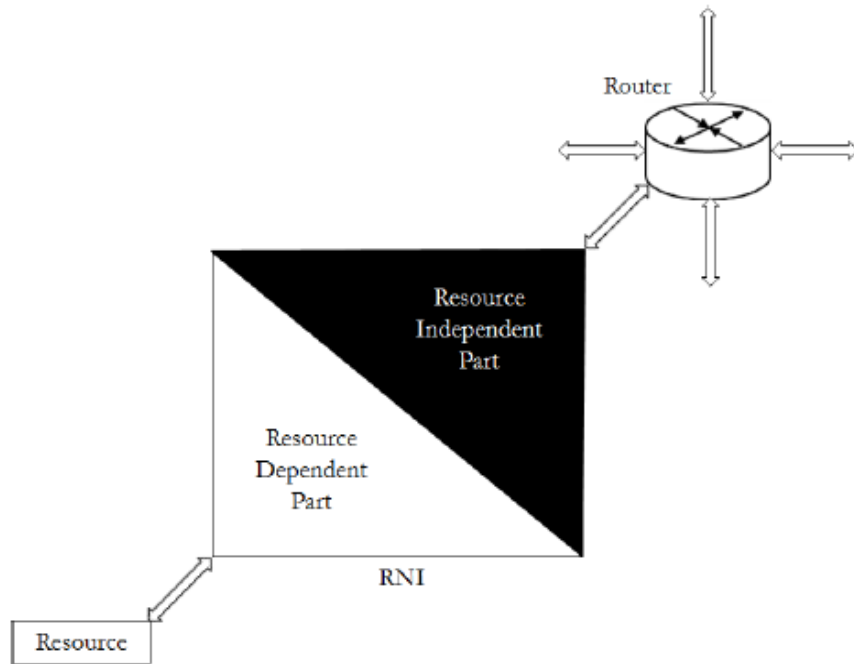 Router
Resource
Independent
Part
Resource
Dependent
Part
RNI
Resource